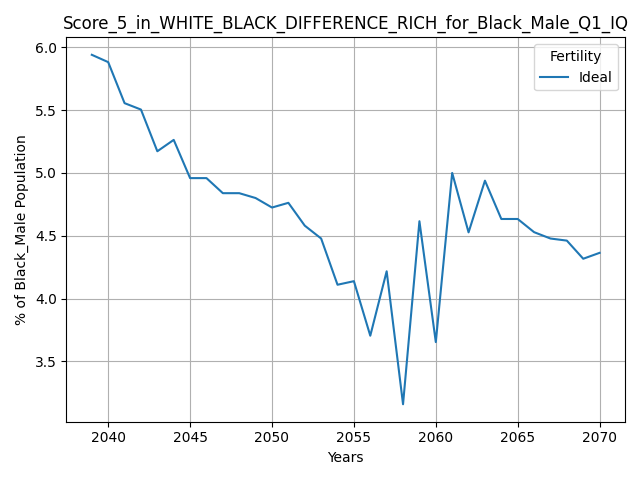 Score_5_in_WHITE_BLACK_DIFFERENCE_RICH_for_Black_Male_Q1_IQ
Fertility
Ideal
% of Black_Male Population
6.0
5.5
5.0
4.5
4.0
3.5
2040 2045 2050 2055 2060 2065 2070
Years